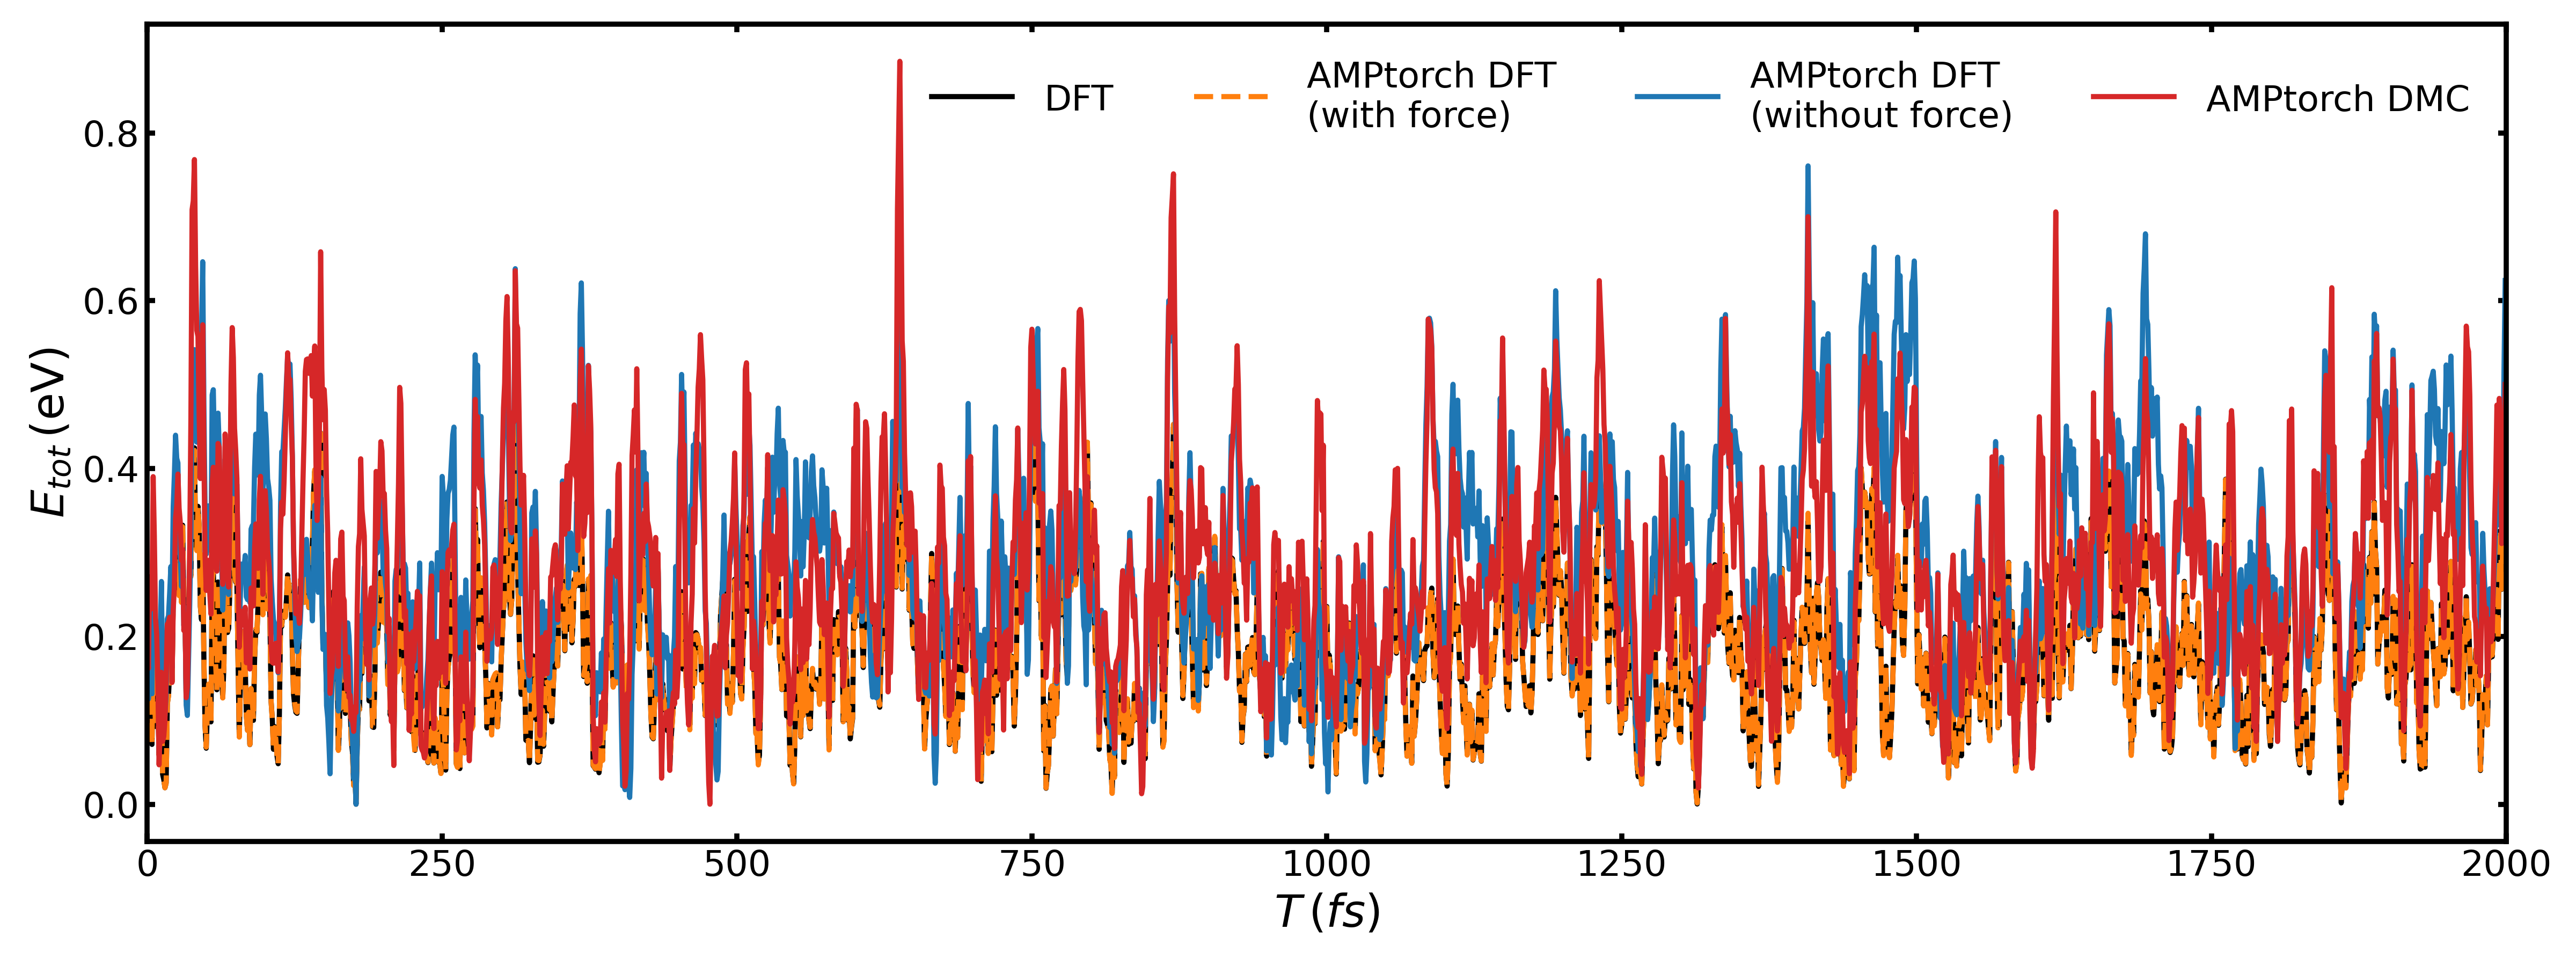 DFT
AMPtorch DFT
(with force)
AMPtorch DFT
(without force)
AMPtorch DMC
E_tot (eV)
0.8
0.6
0.4
0.2
0.0
0 250 500 750 1000 1250 1500 1750 2000
T (fs)